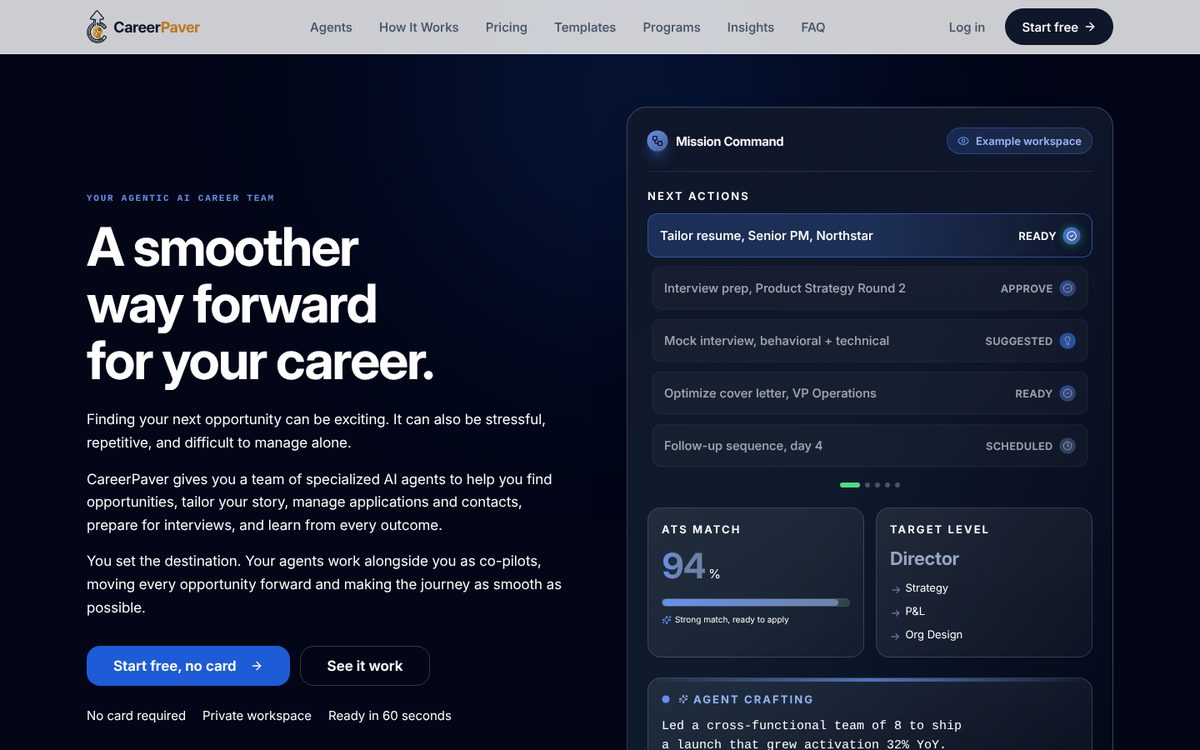 CareerPaver
Agents
How It Works
Pricing
Templates
Programs
Insights
FAQ
Log in
Start free →
YOUR AGENTIC AI CAREER TEAM
A smoother
way forward
for your career.
Finding your next opportunity can be exciting. It can also be stressful,
repetitive, and difficult to manage alone.
CareerPaver gives you a team of specialized AI agents to help you find
opportunities, tailor your story, manage applications and contacts,
prepare for interviews, and learn from every outcome.
You set the destination. Your agents work alongside you as co-pilots,
moving every opportunity forward and making the journey as smooth as
possible.
Start free, no card →
See it work
No card required
Private workspace
Ready in 60 seconds
Mission Command
Example workspace
NEXT ACTIONS
Tailor resume, Senior PM, Northstar
READY
Interview prep, Product Strategy Round 2
APPROVE
Mock interview, behavioral + technical
SUGGESTED
Optimize cover letter, VP Operations
READY
Follow-up sequence, day 4
SCHEDULED
ATS MATCH
94%
Strong match, ready to apply
TARGET LEVEL
Director
→ Strategy
→ P&L
→ Org Design
AGENT CRAFTING
Led a cross-functional team of 8 to ship
a launch that grew activation 32% YoY.